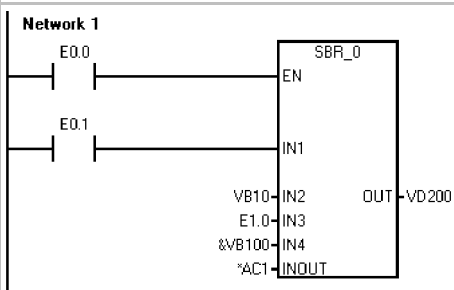 Network 1
E0.0
SBR_0
EN
E0.1
IN1
VB10 IN2 OUT VD200
E1.0 IN3
&VB100 IN4
*AC1 INOUT